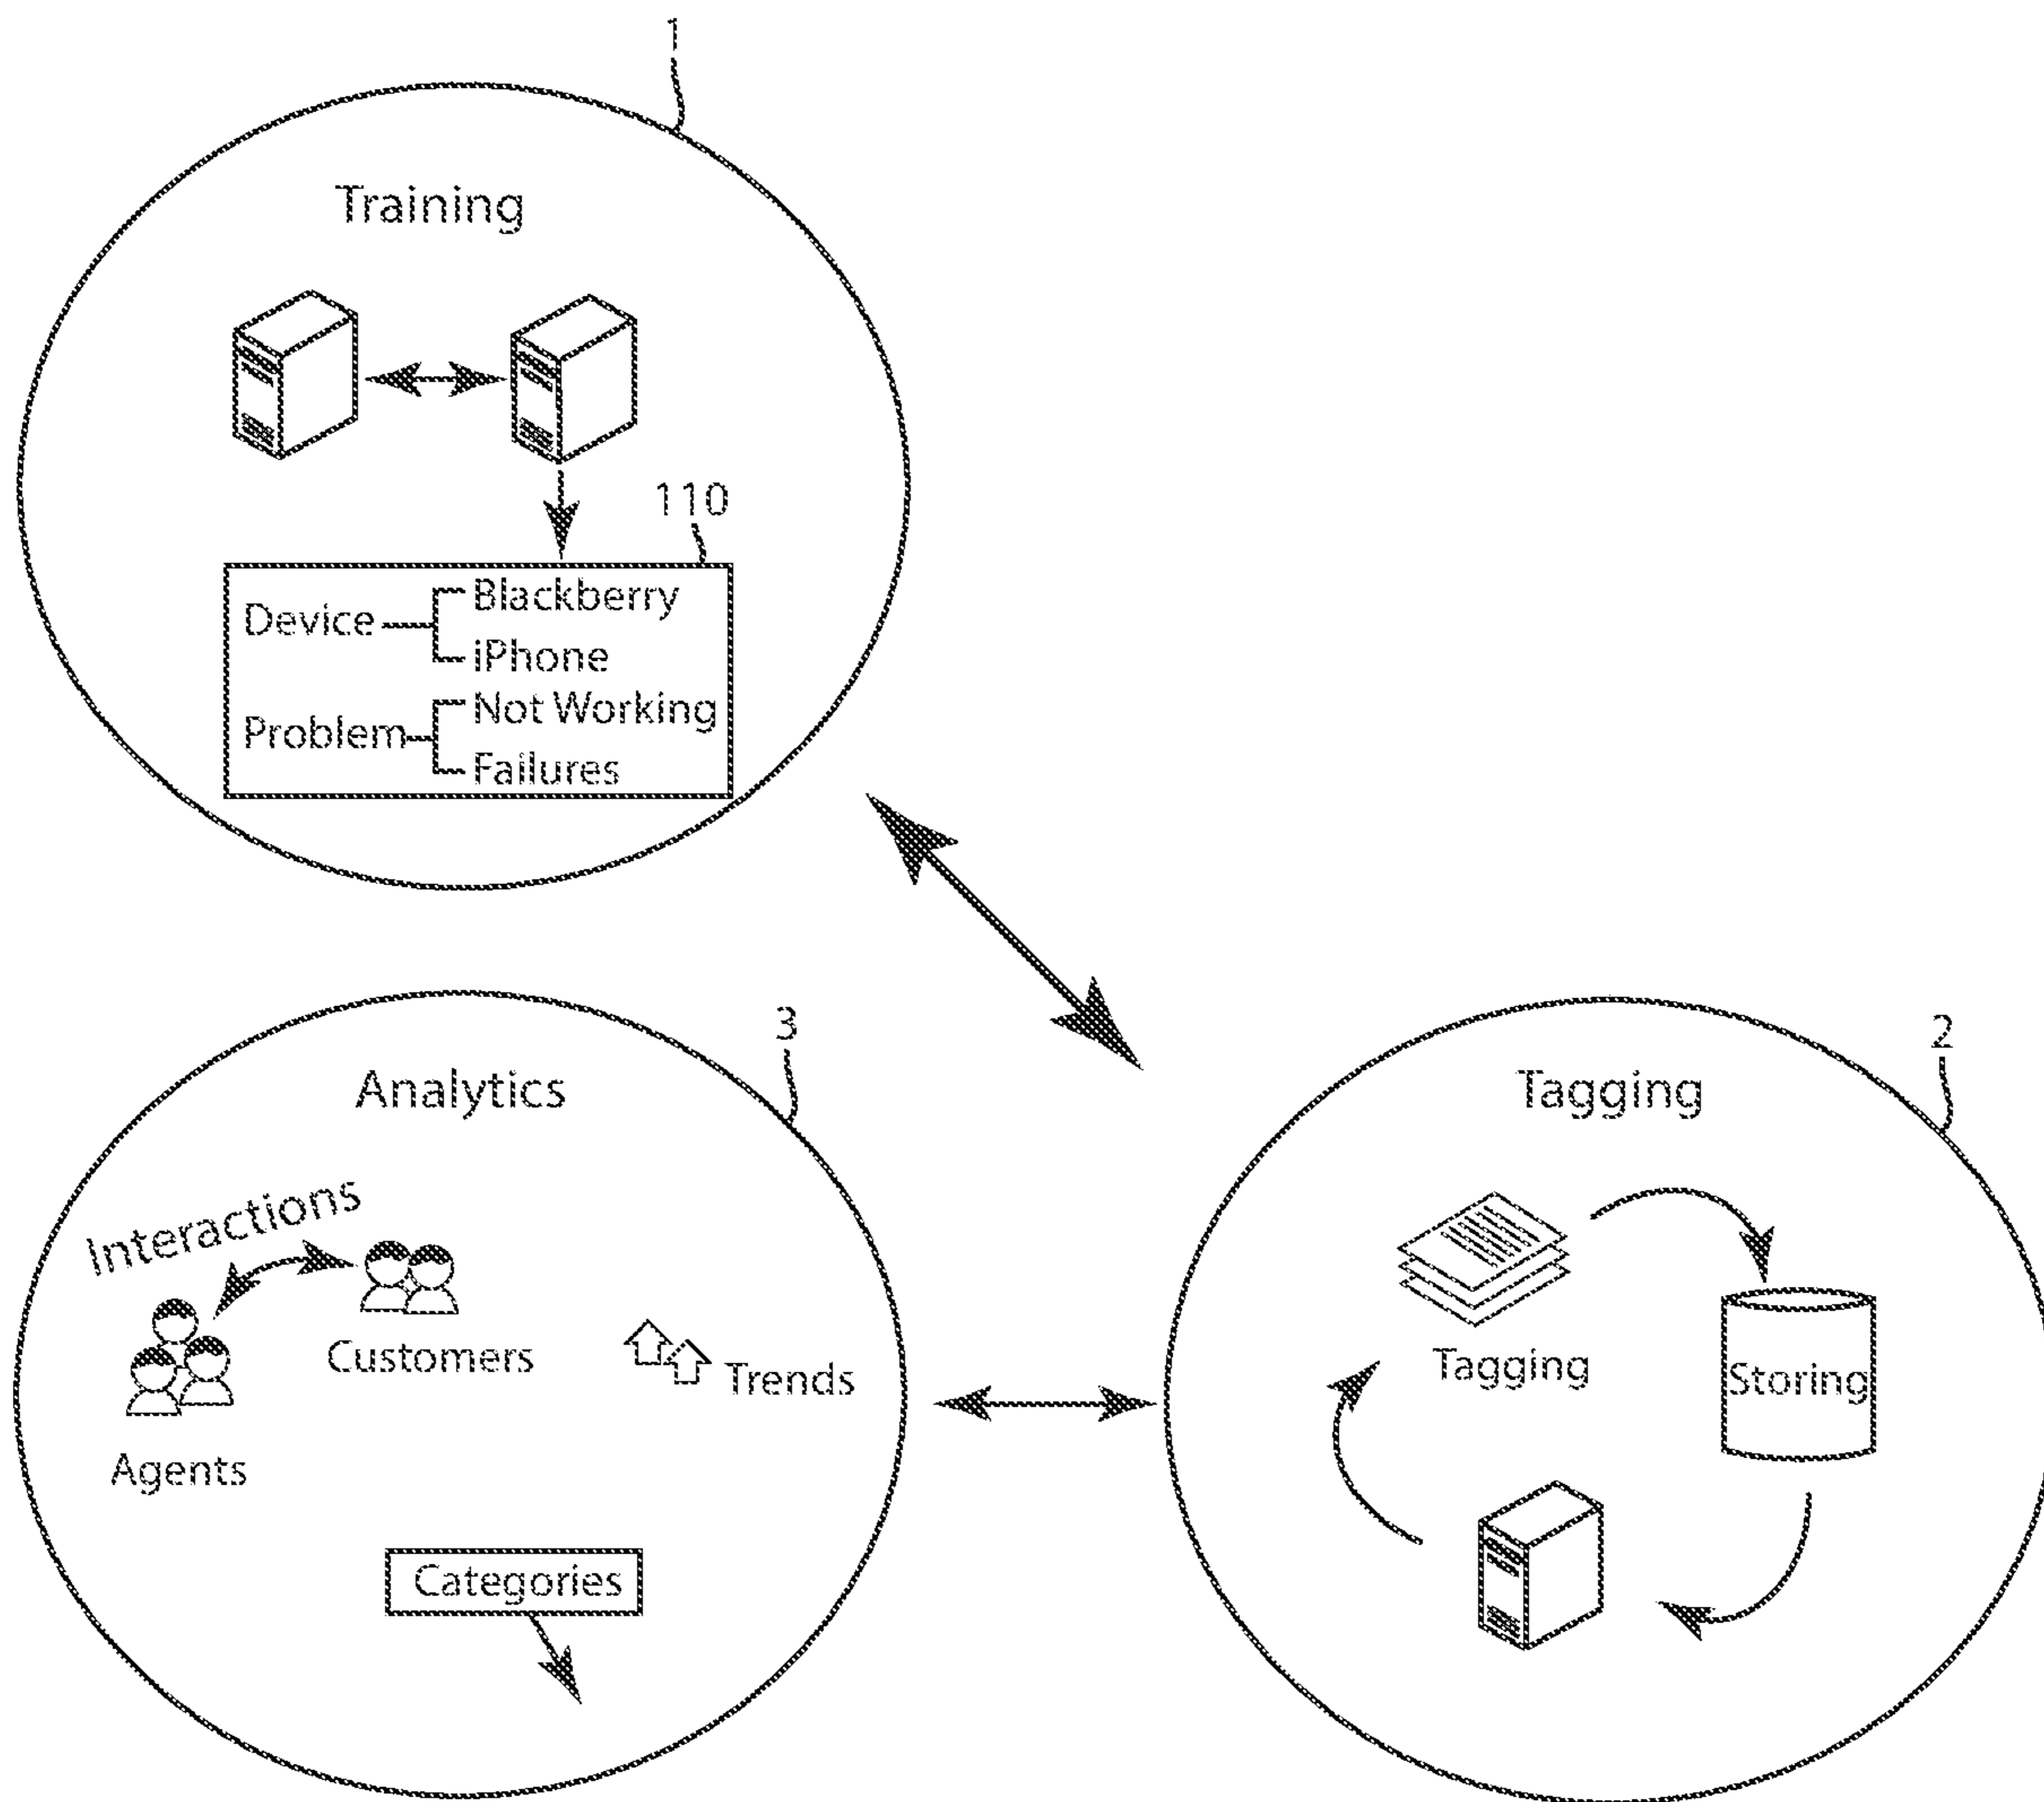 1
Training
110
Device
Blackberry
iPhone
Problem
Not Working
Failures
3
Analytics
Interactions
Customers
Agents
Trends
Categories
2
Tagging
Tagging
Storing